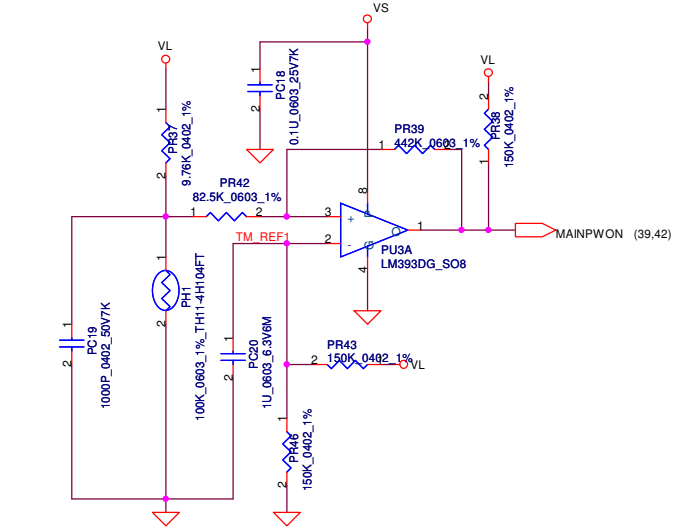 VS
VL
VL
1
2
PR37
9.76K_0402_1%
1
2
PC18
0.1U_0603_25V7K
2
1
PR38
150K_0402_1%
PR39
1
2
442K_0603_1%
PR42
82.5K_0603_1%
1
2
3
+
8
1
MAINPWON (39,42)
TM_REF1
2
-
G
4
PU3A
LM393DG_SO8
1
2
PH1
100K_0603_1%_TH11-4H104FT
1
2
PC19
1000P_0402_50V7K
1
2
PC20
1U_0603_6.3V6M
PR43
2
1
150K_0402_1%
VL
1
2
PR46
150K_0402_1%